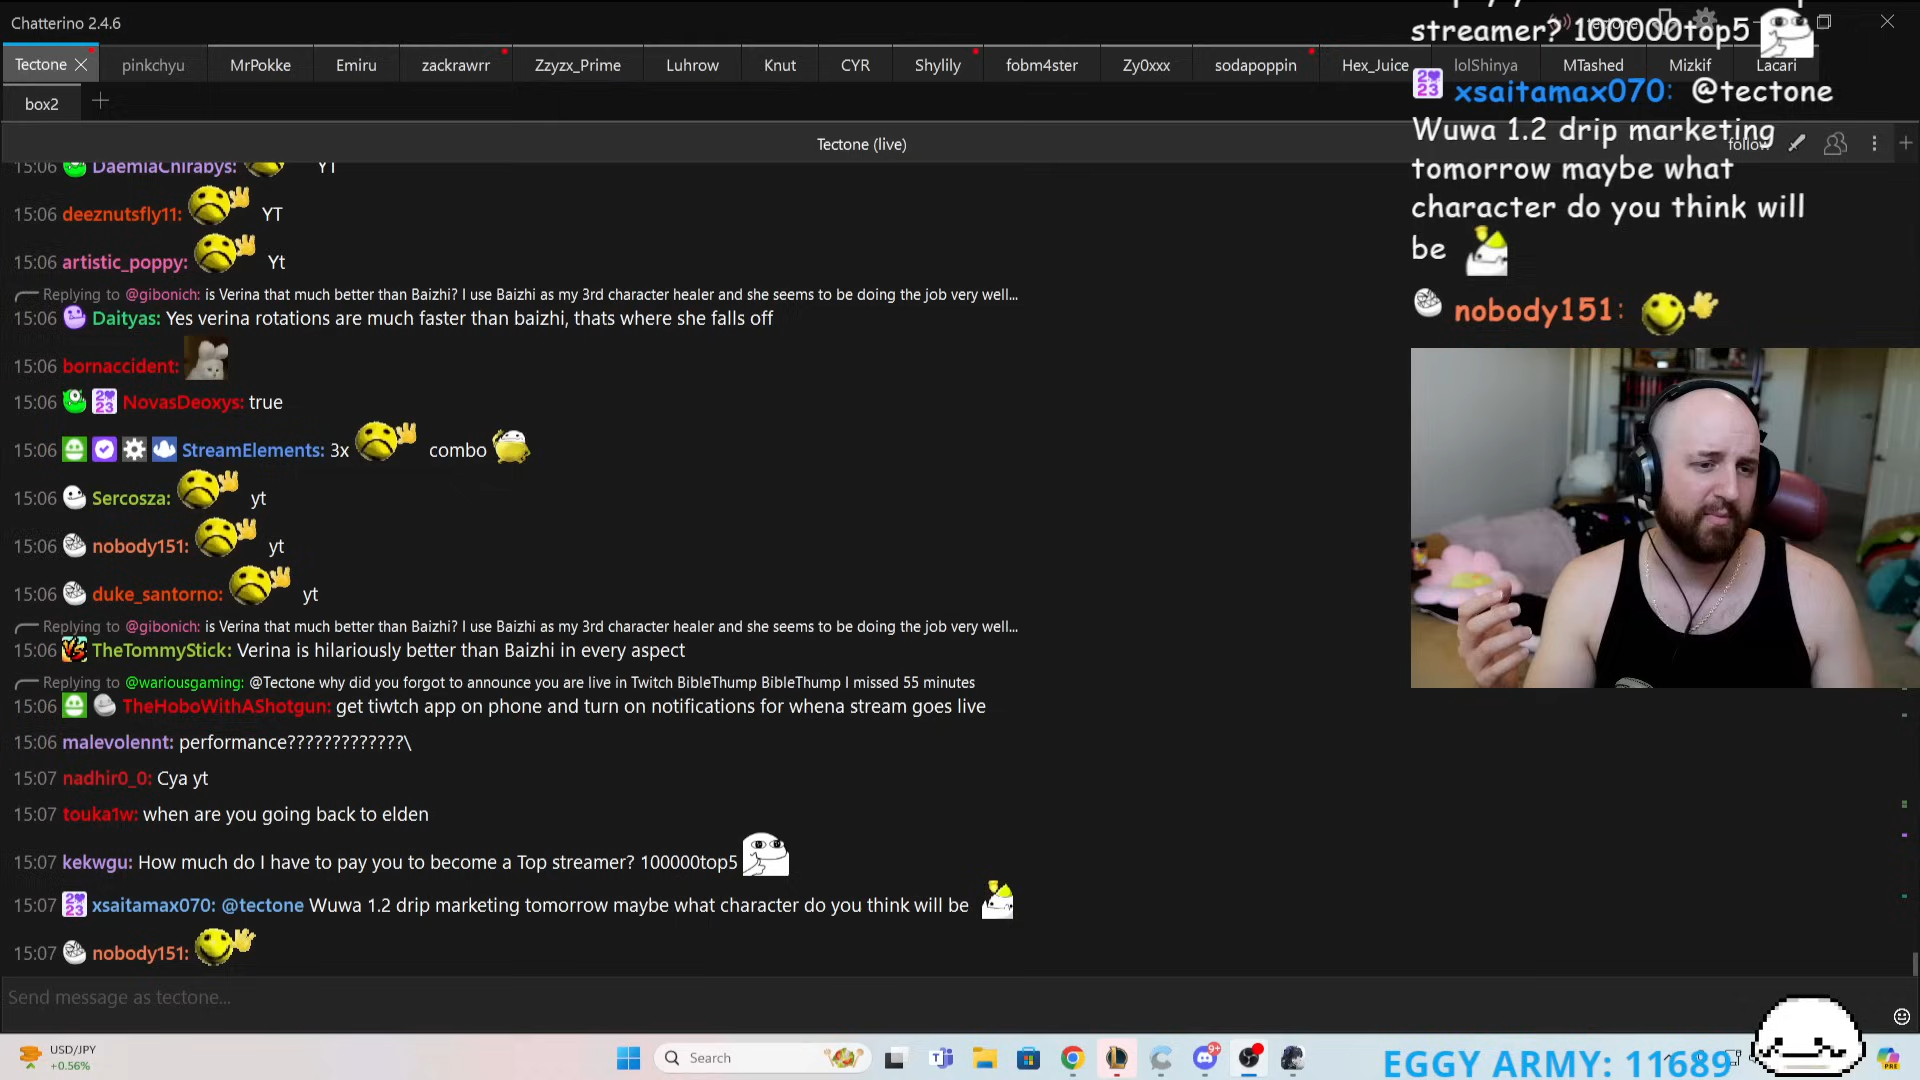 Chatterino 2.4.6
Tectone pinkchyu MrPokke Emiru zackrawrr Zzyzx_Prime Luhrow Knut CYR Shylily fobm4ster Zy0xxx sodapoppin Hex_Juice lolShinya MTashed Mizkif Lacari
box2
Tectone (live)
follow
15:06 DaemiaChirabys: YT
15:06 deeznutsfly11: YT
15:06 artistic_poppy: Yt
Replying to @gibonich: is Verina that much better than Baizhi? I use Baizhi as my 3rd character healer and she seems to be doing the job very well...
15:06 Daityas: Yes verina rotations are much faster than baizhi, thats where she falls off
15:06 bornaccident:
15:06 NovasDeoxys: true
15:06 StreamElements: 3x combo
15:06 Sercosza: yt
15:06 nobody151: yt
15:06 duke_santorno: yt
Replying to @gibonich: is Verina that much better than Baizhi? I use Baizhi as my 3rd character healer and she seems to be doing the job very well...
15:06 TheTommyStick: Verina is hilariously better than Baizhi in every aspect
Replying to @wariousgaming: @Tectone why did you forgot to announce you are live in Twitch BibleThump BibleThump I missed 55 minutes
15:06 TheHoboWithAShotgun: get tiwtch app on phone and turn on notifications for whena stream goes live
15:06 malevolennt: performance?????????????\
15:07 nadhir0_0: Cya yt
15:07 touka1w: when are you going back to elden
15:07 kekwgu: How much do I have to pay you to become a Top streamer? 100000top5
15:07 xsaitamax070: @tectone Wuwa 1.2 drip marketing tomorrow maybe what character do you think will be
15:07 nobody151:
Send message as tectone...
streamer? 100000top5
xsaitamax070: @tectone
Wuwa 1.2 drip marketing
tomorrow maybe what
character do you think will
be
nobody151:
USD/JPY
+0.56%
Search
9+
EGGY ARMY: 11689
PRE